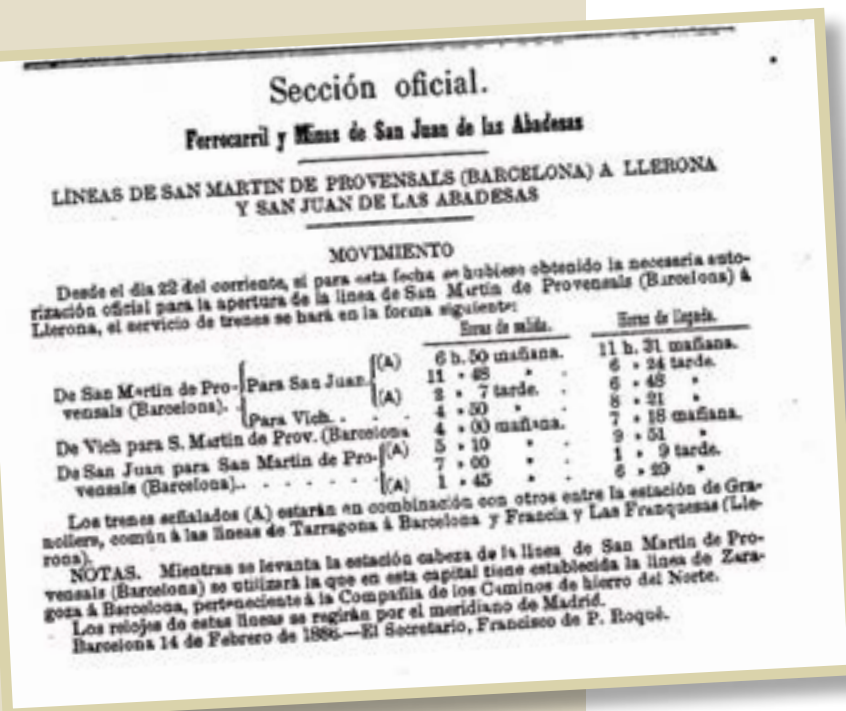 Sección oficial.
Ferrocarril y Minas de San Juan de las Abadesas
LÍNEAS DE SAN MARTIN DE PROVENSALS (BARCELONA) A LLERONA
Y SAN JUAN DE LAS ABADESAS
MOVIMIENTO
Desde el dia 22 del corriente, si para esta fecha se hubiese obtenido la necesaria auto-
rización oficial para la apertura de la linea de San Martin de Provensals (Barcelona) á
Llerona, el servicio de trenes se hará en la forma siguiente:
Horas de salida. Horas de llegada.
De San Martin de Pro- Para San Juan (A) 6 h. 50 mañana. 11 h. 31 mañana.
11 » 48 » 6 » 24 tarde.
vensals (Barcelona). (A) 2 » 7 tarde. 6 » 48 »
Para Vich. 4 » 50 » 8 » 21 »
De Vich para S. Martin de Prov. (Barcelona 4 » 00 mañana. 7 » 18 mañana.
De San Juan para San Martin de Pro- (A) 5 » 10 » 9 » 51 »
7 » 00 » 1 » 9 tarde.
vensals (Barcelona). (A) 1 » 45 » 6 » 29 »
Los trenes señalados (A) estarán en combinación con otros entre la estación de Gra-
nollers, común á las líneas de Tarragona á Barcelona y Francia y Las Franquesas (Lle-
rona).
NOTAS. Mientras se levanta la estación cabeza de la linea de San Martin de Pro-
vensals (Barcelona) se utilizará la que en esta capital tiene establecida la linea de Zara-
goza á Barcelona, perteneciente á la Compañia de los Caminos de hierro del Norte.
Los relojes de estas lineas se regirán por el meridiano de Madrid.
Barcelona 14 de Febrero de 1886.—El Secretario, Francisco de P. Roqué.